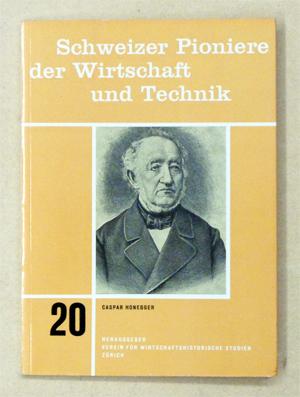 Schweizer Pioniere
der Wirtschaft
und Technik
20
CASPAR HONEGGER
HERAUSGEBER
VEREIN FÜR WIRTSCHAFTSHISTORISCHE STUDIEN
ZÜRICH